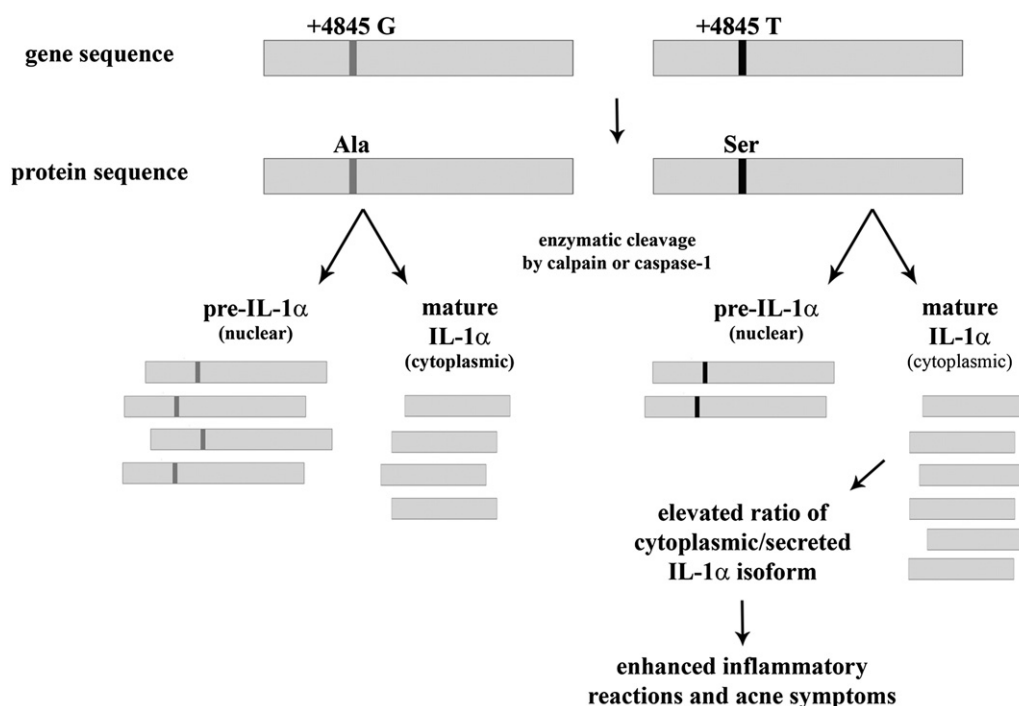 +4845 G
+4845 T
gene sequence
Ala
Ser
protein sequence
enzymatic cleavage
by calpain or caspase-1
pre-IL-1α
(nuclear)
mature
IL-1α
(cytoplasmic)
pre-IL-1α
(nuclear)
mature
IL-1α
(cytoplasmic)
elevated ratio of
cytoplasmic/secreted
IL-1α isoform
enhanced inflammatory
reactions and acne symptoms